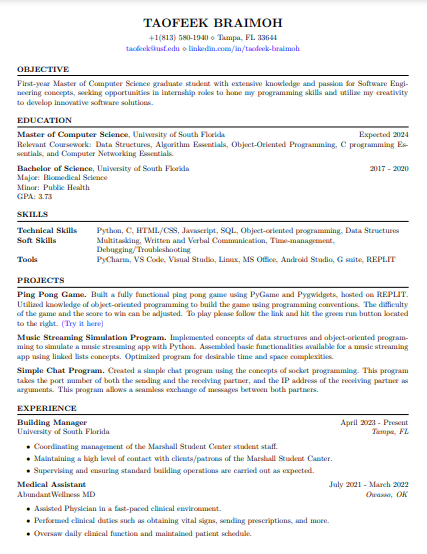 TAOFEEK BRAIMOH
+1(813) 580-1940 ⋄ Tampa, FL 33644
taofeek@usf.edu ⋄ linkedin.com/in/taofeek-braimoh
OBJECTIVE
First-year Master of Computer Science graduate student with extensive knowledge and passion for Software Engi-
neering concepts, seeking opportunities in internship roles to hone my programming skills and utilize my creativity
to develop innovative software solutions.
EDUCATION
Master of Computer Science, University of South Florida Expected 2024
Relevant Coursework: Data Structures, Algorithm Essentials, Object-Oriented Programming, C programming Es-
sentials, and Computer Networking Essentials.
Bachelor of Science, University of South Florida 2017 - 2020
Major: Biomedical Science
Minor: Public Health
GPA: 3.73
SKILLS
Technical Skills Python, C, HTML/CSS, Javascript, SQL, Object-oriented programming, Data Structures
Soft Skills Multitasking, Written and Verbal Communication, Time-management,
Debugging/Troubleshooting
Tools PyCharm, VS Code, Visual Studio, Linux, MS Office, Android Studio, G suite, REPLIT
PROJECTS
Ping Pong Game. Built a fully functional ping pong game using PyGame and Pygwidgets, hosted on REPLIT.
Utilized knowledge of object-oriented programming to build the game using programming conventions. The difficulty
of the game and the score to win can be adjusted. To play please follow the link and hit the green run button located
to the right. (Try it here)
Music Streaming Simulation Program. Implemented concepts of data structures and object-oriented program-
ming to simulate a music streaming app with Python. Assembled basic functionalities available for a music streaming
app using linked lists concepts. Optimized program for desirable time and space complexities.
Simple Chat Program. Created a simple chat program using the concepts of socket programming. This program
takes the port number of both the sending and the receiving partner, and the IP address of the receiving partner as
arguments. This program allows a seamless exchange of messages between both partners.
EXPERIENCE
Building Manager April 2023 - Present
University of South Florida Tampa, FL
• Coordinating management of the Marshall Student Center student staff.
• Maintaining a high level of contact with clients/patrons of the Marshall Student Canter.
• Supervising and ensuring standard building operations are carried out as expected.
Medical Assistant July 2021 - March 2022
AbundantWellness MD Owasso, OK
• Assisted Physician in a fast-paced clinical environment.
• Performed clinical duties such as obtaining vital signs, sending prescriptions, and more.
• Oversaw daily clinical function and maintained patient schedule.